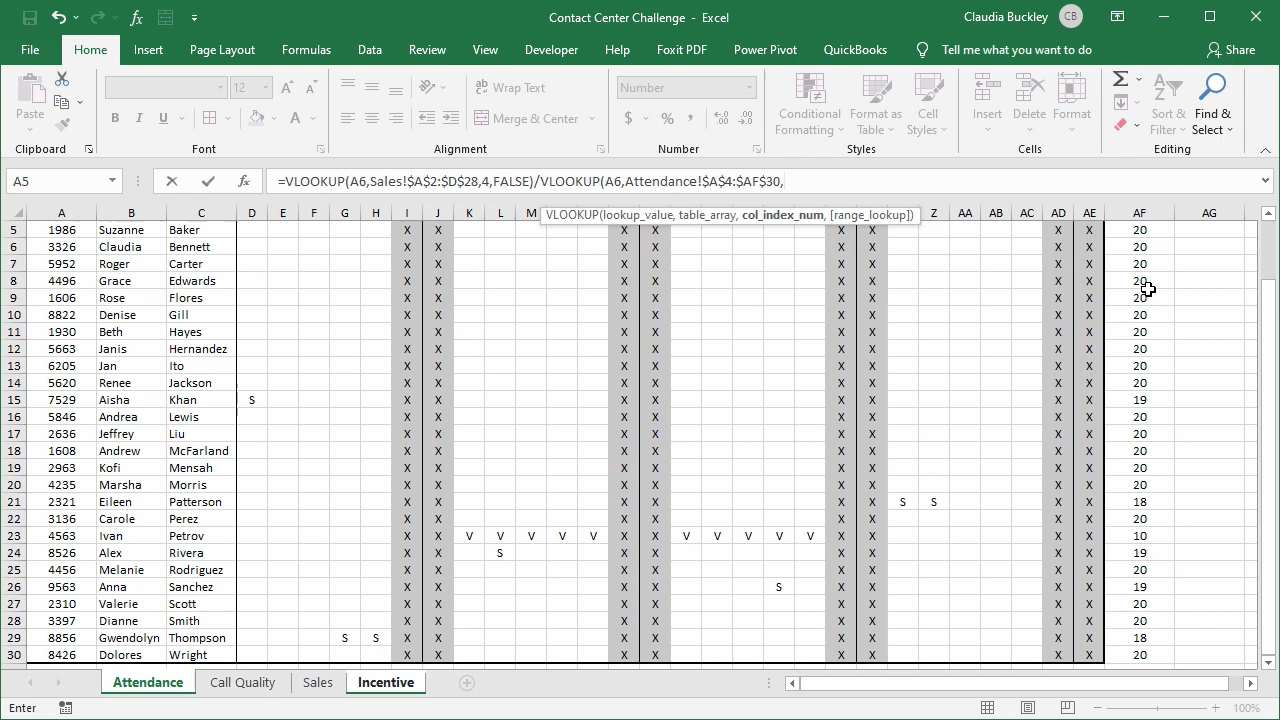 Contact Center Challenge - Excel
Claudia Buckley CB
File Home Insert Page Layout Formulas Data Review View Developer Help Foxit PDF Power Pivot QuickBooks Tell me what you want to do Share
Paste
12
B I U A A A
ab Wrap Text
Merge & Center
Number
$ % ,
Conditional Formatting
Format as Table
Cell Styles
Insert Delete Format
Sort & Filter
Find & Select
Clipboard Font Alignment Number Styles Cells Editing
A5 fx =VLOOKUP(A6,Sales!$A$2:$D$28,4,FALSE)/VLOOKUP(A6,Attendance!$A$4:$AF$30,
VLOOKUP(lookup_value, table_array, col_index_num, [range_lookup])
A B C D E F G H I J K L M Z AA AB AC AD AE AF AG
5 1986 Suzanne Baker X X X X X X X X 20
6 3326 Claudia Bennett X X X X X X X X 20
7 5952 Roger Carter X X X X X X X X 20
8 4496 Grace Edwards X X X X X X X X 20
9 1606 Rose Flores X X X X X X X X 20
10 8822 Denise Gill X X X X X X X X 20
11 1930 Beth Hayes X X X X X X X X 20
12 5663 Janis Hernandez X X X X X X X X 20
13 6205 Jan Ito X X X X X X X X 20
14 5620 Renee Jackson X X X X X X X X 20
15 7529 Aisha Khan S X X X X X X X X 19
16 5846 Andrea Lewis X X X X X X X X 20
17 2636 Jeffrey Liu X X X X X X X X 20
18 1608 Andrew McFarland X X X X X X X X 20
19 2963 Kofi Mensah X X X X X X X X 20
20 4235 Marsha Morris X X X X X X X X 20
21 2321 Eileen Patterson X X X X X X S S X X 18
22 3136 Carole Perez X X X X X X X X 20
23 4563 Ivan Petrov X X V V V V V X X V V V V V X X X X 10
24 8526 Alex Rivera X X S X X X X X X 19
25 4456 Melanie Rodriguez X X X X X X X X 20
26 9563 Anna Sanchez X X X X S X X X X 19
27 2310 Valerie Scott X X X X X X X X 20
28 3397 Dianne Smith X X X X X X X X 20
29 8856 Gwendolyn Thompson S S X X X X X X X X 18
30 8426 Dolores Wright X X X X X X X X 20
Attendance Call Quality Sales Incentive
Enter 100%